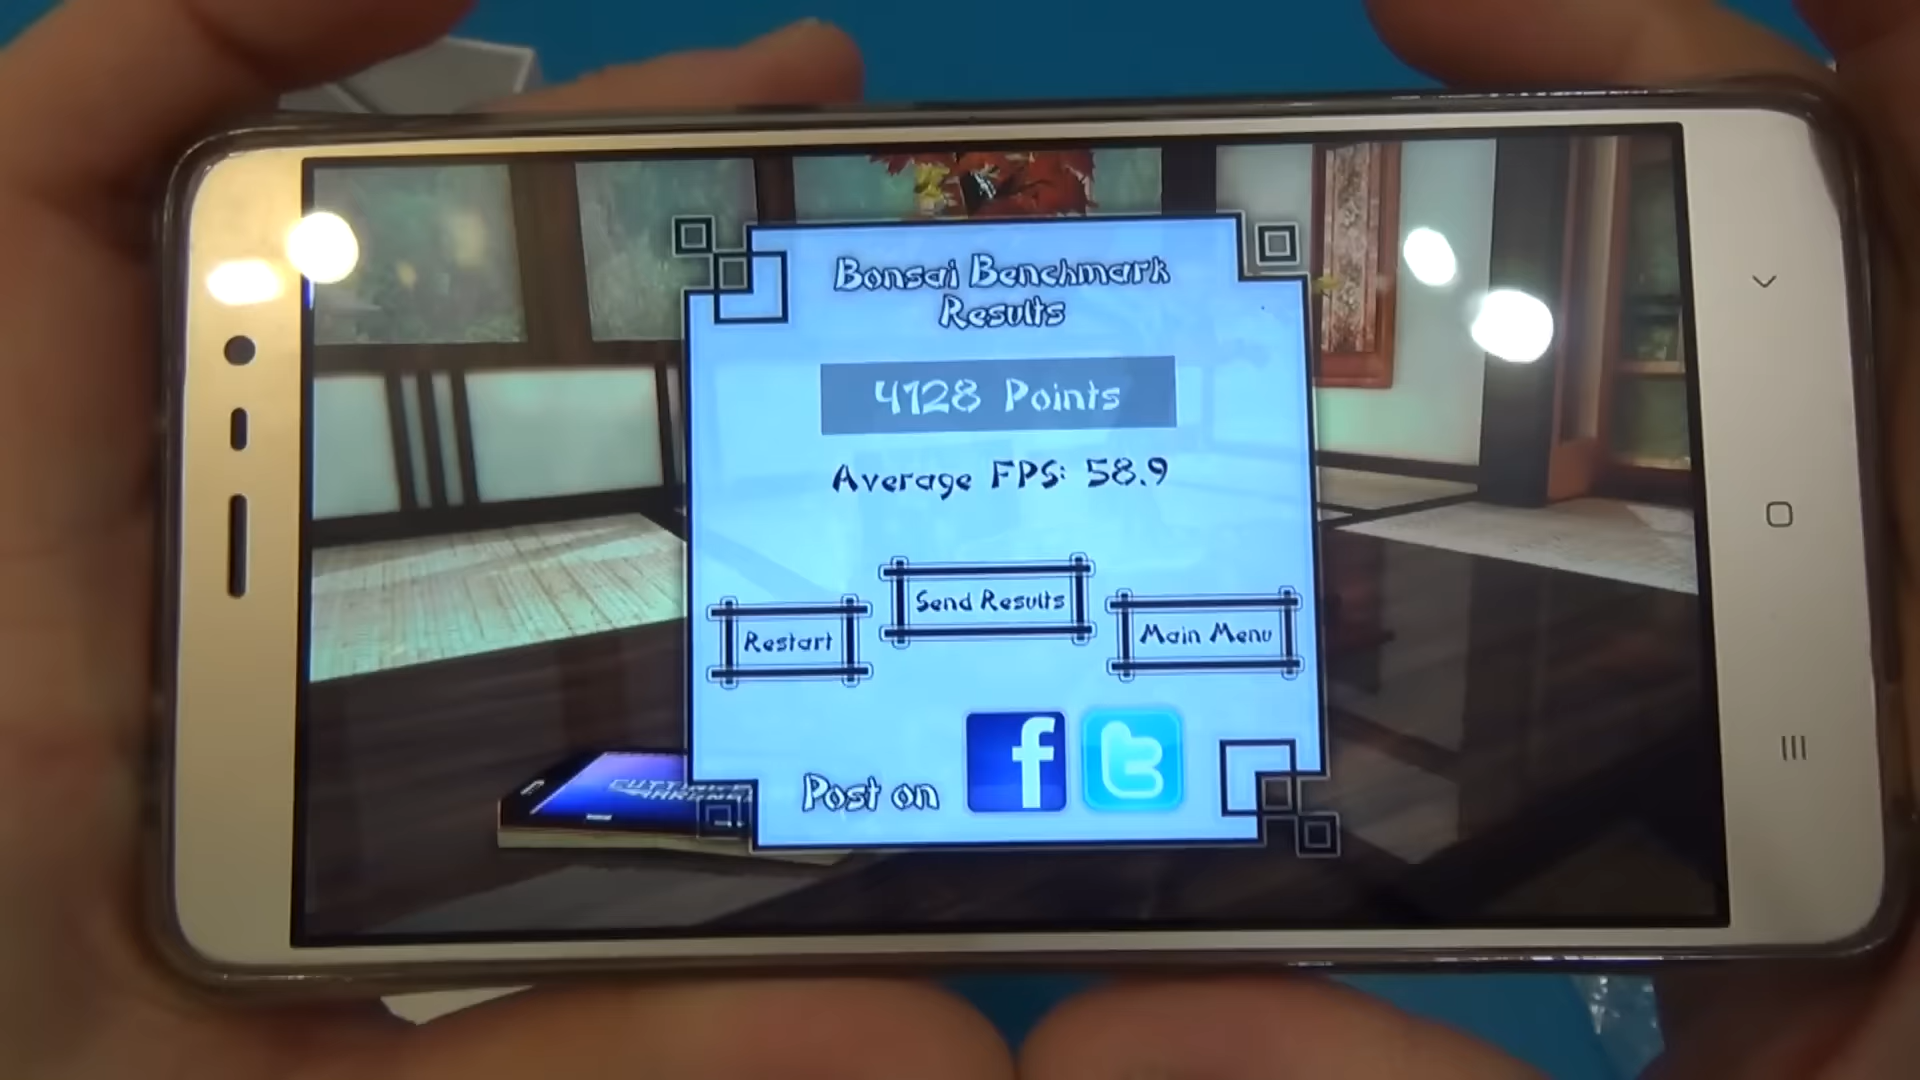 Bonsai Benchmark
Results
4128 Points
Average FPS: 58.9
Send Results
Restart
Main Menu
Post on